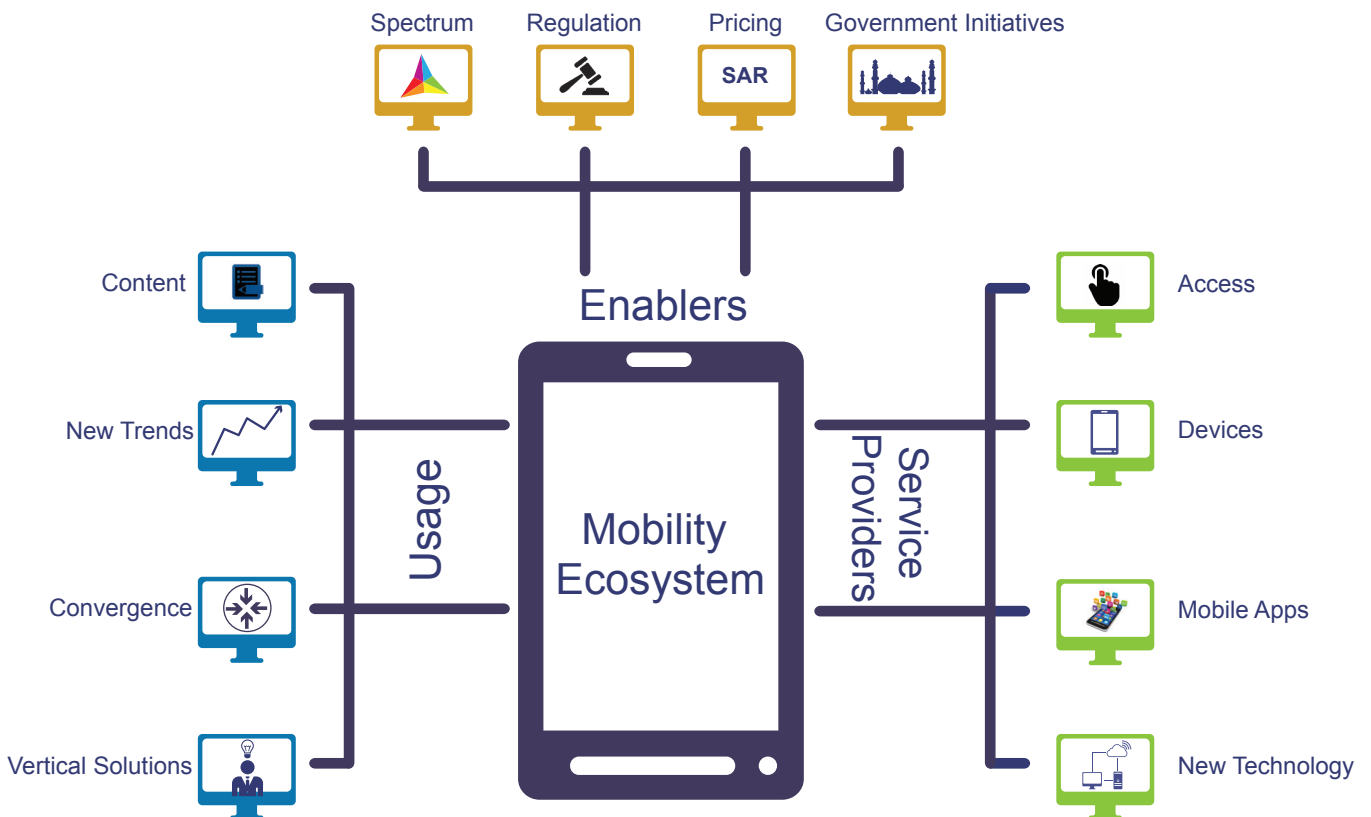 Spectrum
Regulation
Pricing
Government Initiatives
SAR
Enablers
Content
New Trends
Convergence
Vertical Solutions
Usage
Mobility
Ecosystem
Service
Providers
Access
Devices
Mobile Apps
New Technology